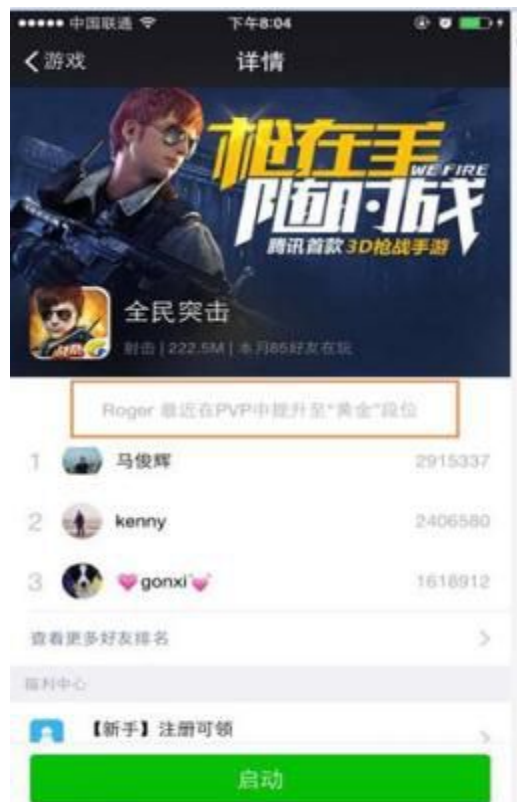 中国联通 下午8:04
游戏 详情
枪在手
WE FIRE
随时战
腾讯首款3D枪战手游
全民突击
射击 | 222.5M | 本月85好友在玩
Roger 最近在PVP中提升至“黄金”段位
1 马俊辉 2915337
2 kenny 2406580
3 gonxi 1618912
查看更多好友排名
福利中心
【新手】注册可领
启动